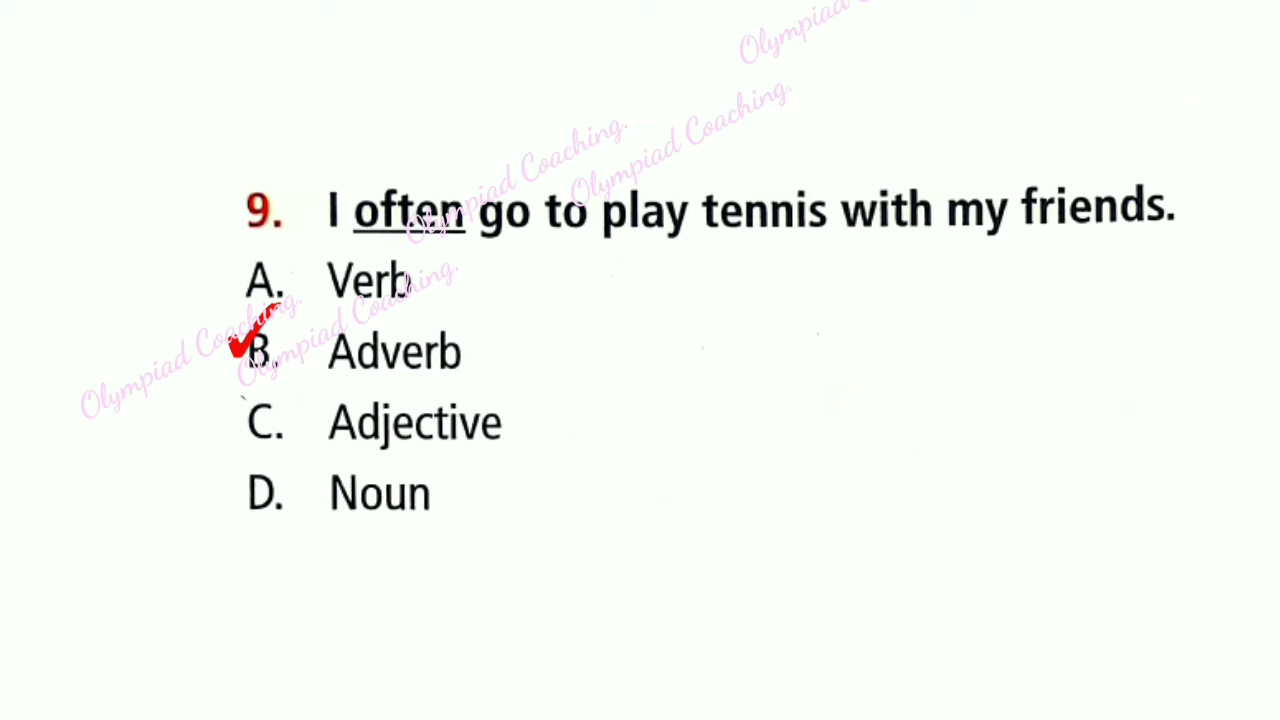 Olympiad Coaching.
Olympiad Coaching.
Olympiad Coaching.
9. I often go to play tennis with my friends.
A. Verb
Olympiad Coaching.
Olympiad Coaching.
B. Adverb
C. Adjective
D. Noun